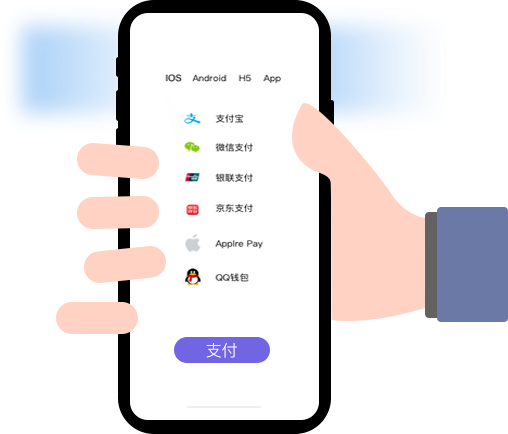 IOS Android H5 App
支付宝
微信支付
银联支付
京东支付
Applre Pay
QQ钱包
支付